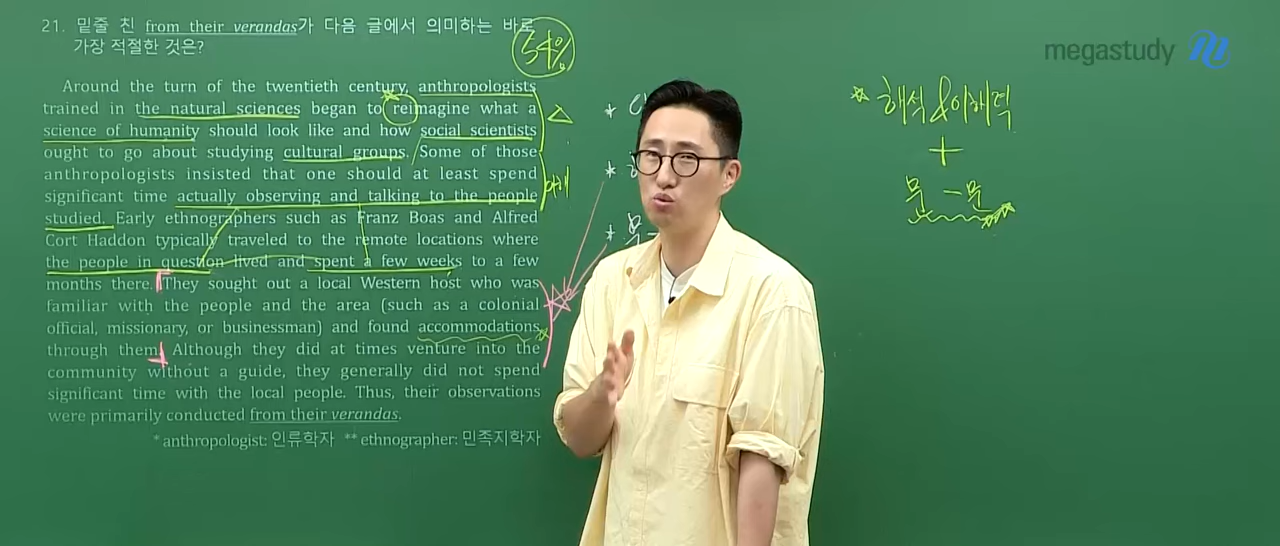 21. 밑줄 친 from their verandas가 다음 글에서 의미하는 바로
가장 적절한 것은?
54%
megastudy
Around the turn of the twentieth century, anthropologists
trained in the natural sciences began to reimagine what a
science of humanity should look like and how social scientists
ought to go about studying cultural groups. Some of those
anthropologists insisted that one should at least spend
significant time actually observing and talking to the people
studied. Early ethnographers such as Franz Boas and Alfred
Cort Haddon typically traveled to the remote locations where
the people in question lived and spent a few weeks to a few
months there. They sought out a local Western host who was
familiar with the people and the area (such as a colonial
official, missionary, or businessman) and found accommodations
through them. Although they did at times venture into the
community without a guide, they generally did not spend
significant time with the local people. Thus, their observations
were primarily conducted from their verandas.
* anthropologist: 인류학자 ** ethnographer: 민족지학자
해석 & 이해력
+